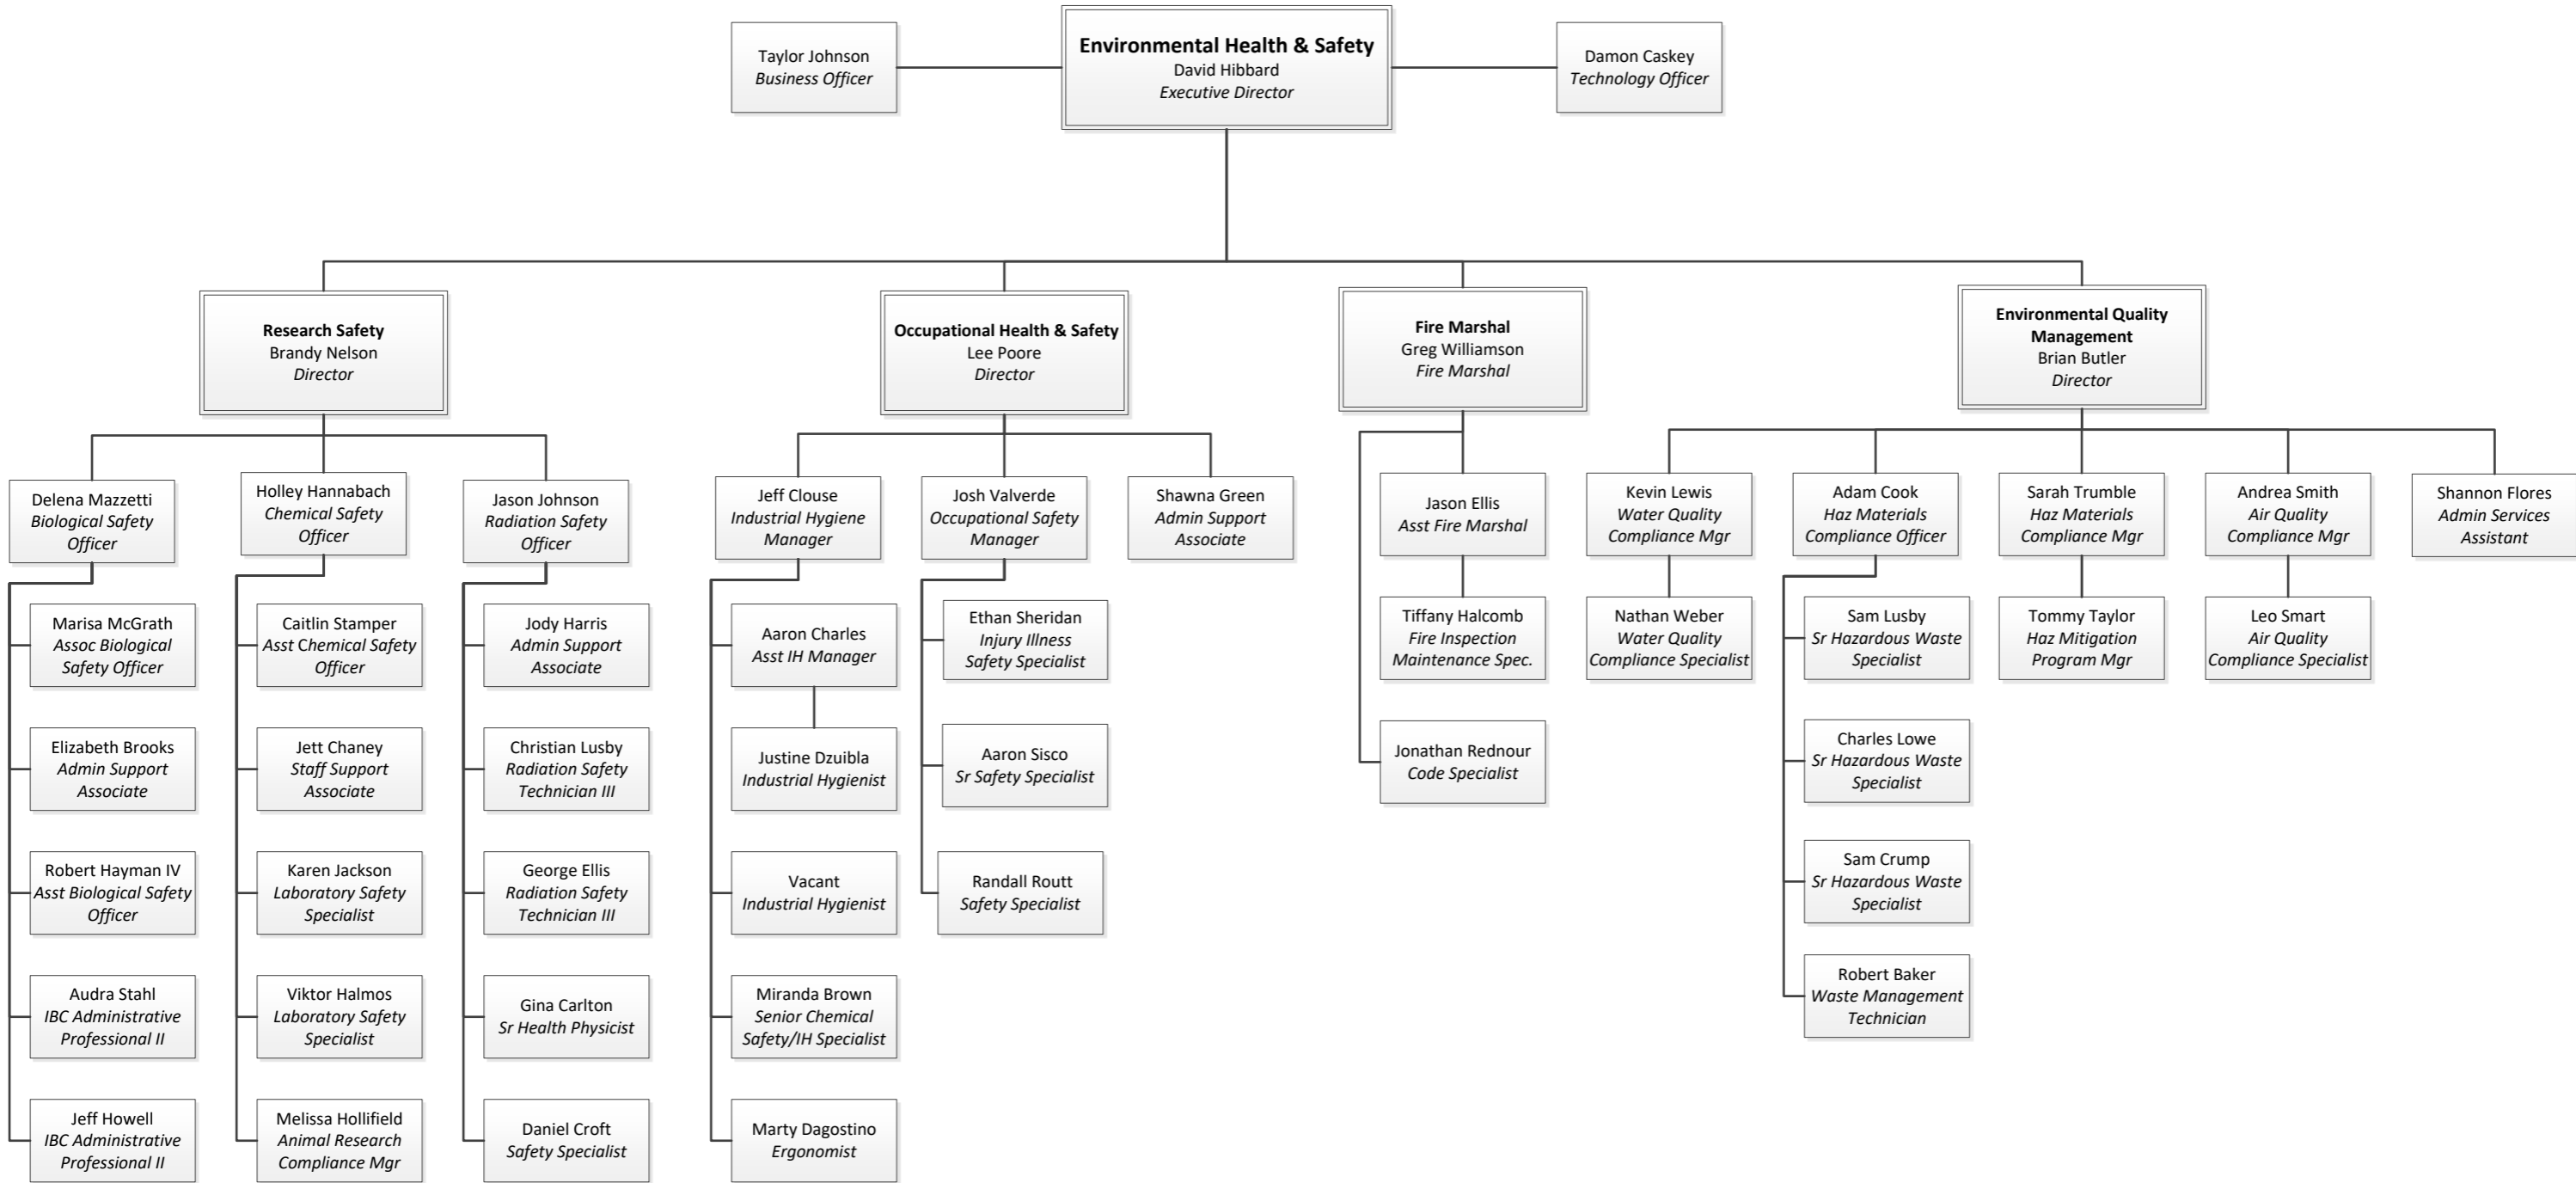 Taylor Johnson
Business Officer
Environmental Health & Safety
David Hibbard
Executive Director
Damon Caskey
Technology Officer
Research Safety
Brandy Nelson
Director
Occupational Health & Safety
Lee Poore
Director
Fire Marshal
Greg Williamson
Fire Marshal
Environmental Quality
Management
Brian Butler
Director
Delena Mazzetti
Biological Safety
Officer
Holley Hannabach
Chemical Safety
Officer
Jason Johnson
Radiation Safety
Officer
Jeff Clouse
Industrial Hygiene
Manager
Josh Valverde
Occupational Safety
Manager
Shawna Green
Admin Support
Associate
Jason Ellis
Asst Fire Marshal
Kevin Lewis
Water Quality
Compliance Mgr
Adam Cook
Haz Materials
Compliance Officer
Sarah Trumble
Haz Materials
Compliance Mgr
Andrea Smith
Air Quality
Compliance Mgr
Shannon Flores
Admin Services
Assistant
Marisa McGrath
Assoc Biological
Safety Officer
Caitlin Stamper
Asst Chemical Safety
Officer
Jody Harris
Admin Support
Associate
Aaron Charles
Asst IH Manager
Ethan Sheridan
Injury Illness
Safety Specialist
Tiffany Halcomb
Fire Inspection
Maintenance Spec.
Nathan Weber
Water Quality
Compliance Specialist
Sam Lusby
Sr Hazardous Waste
Specialist
Tommy Taylor
Haz Mitigation
Program Mgr
Leo Smart
Air Quality
Compliance Specialist
Elizabeth Brooks
Admin Support
Associate
Jett Chaney
Staff Support
Associate
Christian Lusby
Radiation Safety
Technician III
Justine Dzuibla
Industrial Hygienist
Aaron Sisco
Sr Safety Specialist
Jonathan Rednour
Code Specialist
Charles Lowe
Sr Hazardous Waste
Specialist
Robert Hayman IV
Asst Biological Safety
Officer
Karen Jackson
Laboratory Safety
Specialist
George Ellis
Radiation Safety
Technician III
Vacant
Industrial Hygienist
Randall Routt
Safety Specialist
Sam Crump
Sr Hazardous Waste
Specialist
Audra Stahl
IBC Administrative
Professional II
Viktor Halmos
Laboratory Safety
Specialist
Gina Carlton
Sr Health Physicist
Miranda Brown
Senior Chemical
Safety/IH Specialist
Robert Baker
Waste Management
Technician
Jeff Howell
IBC Administrative
Professional II
Melissa Hollifield
Animal Research
Compliance Mgr
Daniel Croft
Safety Specialist
Marty Dagostino
Ergonomist